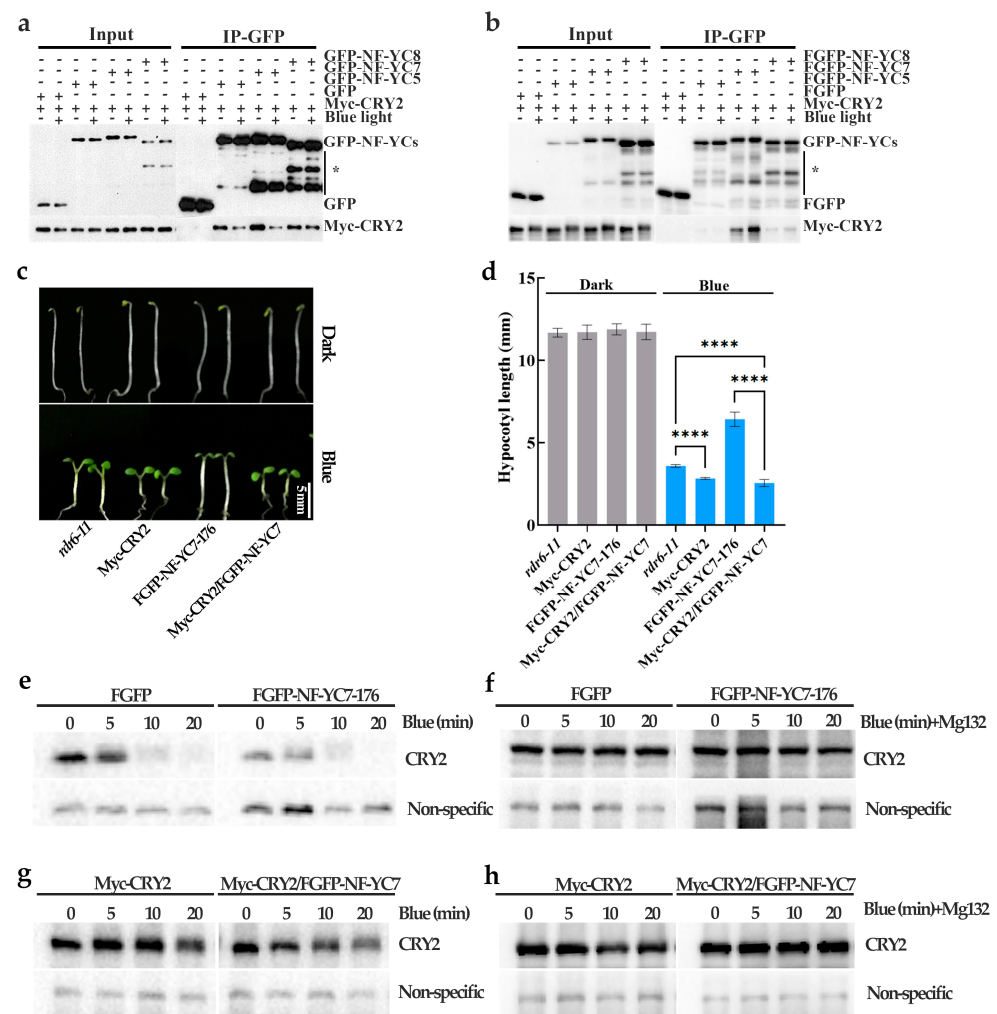 a
Input
IP-GFP
- - - - - - + + - - - - - - + + GFP-NF-YC8
- - - - + + - - - - - - + + - - GFP-NF-YC7
- - + + - - - - - - + + - - - - GFP-NF-YC5
+ + - - - - - - + + - - - - - - GFP
+ + + + + + + + + + + + + + + + Myc-CRY2
- + - + - + - + - + - + - + - + Blue light
GFP-NF-YCs
*
GFP
Myc-CRY2
b
Input
IP-GFP
- - - - - - + + - - - - - - + + FGFP-NF-YC8
- - - - + + - - - - - - + + - - FGFP-NF-YC7
- - + + - - - - - - + + - - - - FGFP-NF-YC5
+ + - - - - - - + + - - - - - - FGFP
+ + + + + + + + + + + + + + + + Myc-CRY2
- + - + - + - + - + - + - + - + Blue light
GFP-NF-YCs
*
FGFP
Myc-CRY2
c
Dark
Blue
5 mm
rdr6-11
Myc-CRY2
FGFP-NF-YC7-176
Myc-CRY2/FGFP-NF-YC7
d
Hypocotyl length (mm)
15
10
5
0
Dark
Blue
****
****
****
rdr6-11
Myc-CRY2
FGFP-NF-YC7-176
Myc-CRY2/FGFP-NF-YC7
rdr6-11
Myc-CRY2
FGFP-NF-YC7-176
Myc-CRY2/FGFP-NF-YC7
e
FGFP
FGFP-NF-YC7-176
0 5 10 20 0 5 10 20 Blue (min)
CRY2
Non-specific
f
FGFP
FGFP-NF-YC7-176
0 5 10 20 0 5 10 20 Blue (min)+Mg132
CRY2
Non-specific
g
Myc-CRY2
Myc-CRY2/FGFP-NF-YC7
0 5 10 20 0 5 10 20 Blue (min)
CRY2
Non-specific
h
Myc-CRY2
Myc-CRY2/FGFP-NF-YC7
0 5 10 20 0 5 10 20 Blue (min)+Mg132
CRY2
Non-specific